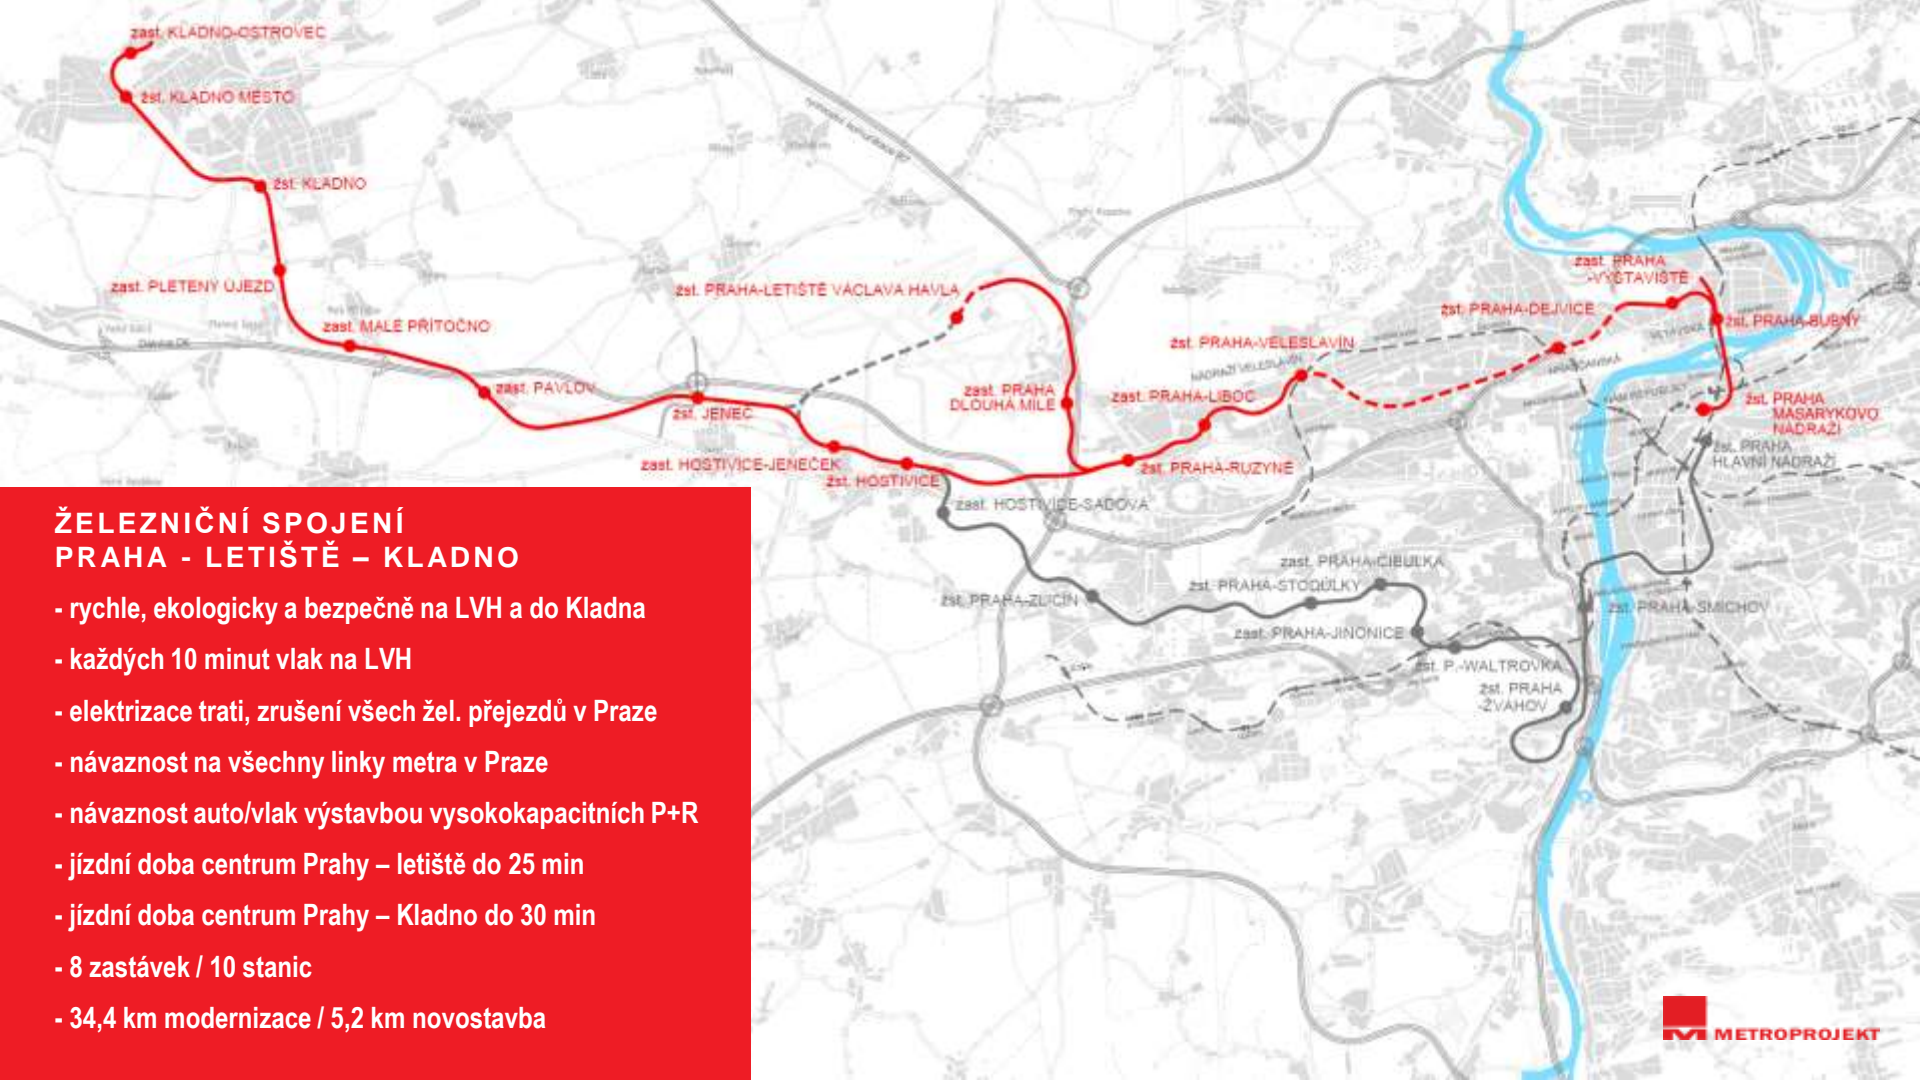 zast. KLADNO-OSTROVEC
žst. KLADNO MĚSTO
žst. KLADNO
zast. PLETENÝ ÚJEZD
zast. MALÉ PŘÍTOČNO
zast. PAVLOV
žst. JENEČ
zast. HOSTIVICE-JENEČEK
žst. HOSTIVICE
žst. PRAHA-LETIŠTĚ VÁCLAVA HAVLA
zast. PRAHA
DLOUHÁ MÍLE
žst. PRAHA-RUZYNĚ
zast. PRAHA-LIBOC
žst. PRAHA-VELESLAVÍN
NÁDRAŽÍ VELESLAVÍN
žst. PRAHA-DEJVICE
HRADČANSKÁ
zast. PRAHA
-VÝSTAVIŠTĚ
žst. PRAHA-BUBNY
VLTAVSKÁ
žst. PRAHA
MASARYKOVO
NÁDRAŽÍ
žst. PRAHA
HLAVNÍ NÁDRAŽÍ
zast. HOSTIVICE-SADOVÁ
žst. PRAHA-ZLIČÍN
žst. PRAHA-STODŮLKY
zast. PRAHA-CIBULKA
zast. PRAHA-JINONICE
žst. P.-WALTROVKA
žst. PRAHA
-ŽVAHOV
žst. PRAHA-SMÍCHOV
ŽELEZNIČNÍ SPOJENÍ
PRAHA - LETIŠTĚ – KLADNO
- rychle, ekologicky a bezpečně na LVH a do Kladna
- každých 10 minut vlak na LVH
- elektrizace trati, zrušení všech žel. přejezdů v Praze
- návaznost na všechny linky metra v Praze
- návaznost auto/vlak výstavbou vysokokapacitních P+R
- jízdní doba centrum Prahy – letiště do 25 min
- jízdní doba centrum Prahy – Kladno do 30 min
- 8 zastávek / 10 stanic
- 34,4 km modernizace / 5,2 km novostavba
METROPROJEKT